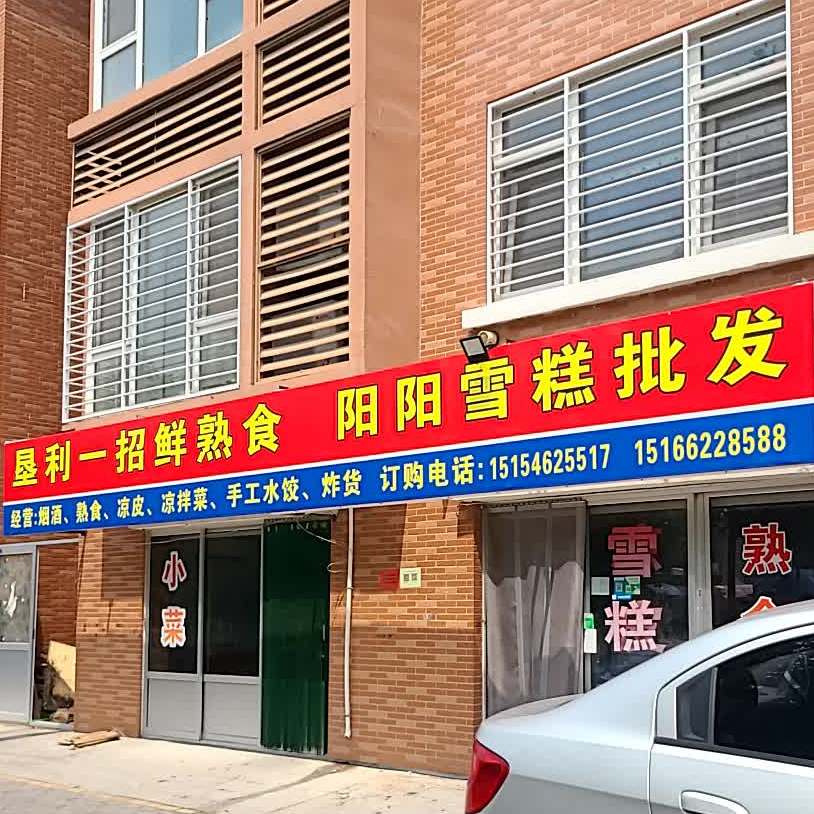 垦利一招鲜熟食 阳阳雪糕批发
经营:烟酒、熟食、凉皮、凉拌菜、手工水饺、炸货 订购电话:15154625517 15166228588
小菜
雪糕
熟食